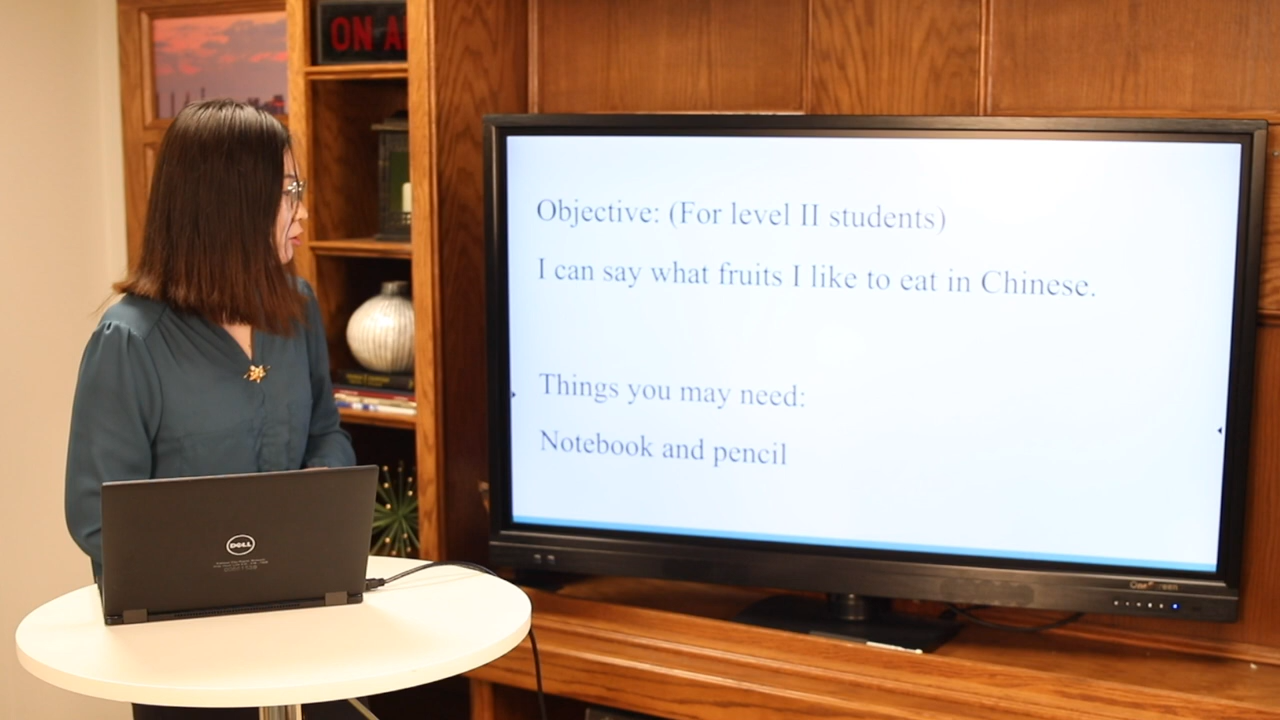 ON A
Objective: (For level II students)
I can say what fruits I like to eat in Chinese.
Things you may need:
Notebook and pencil
DELL